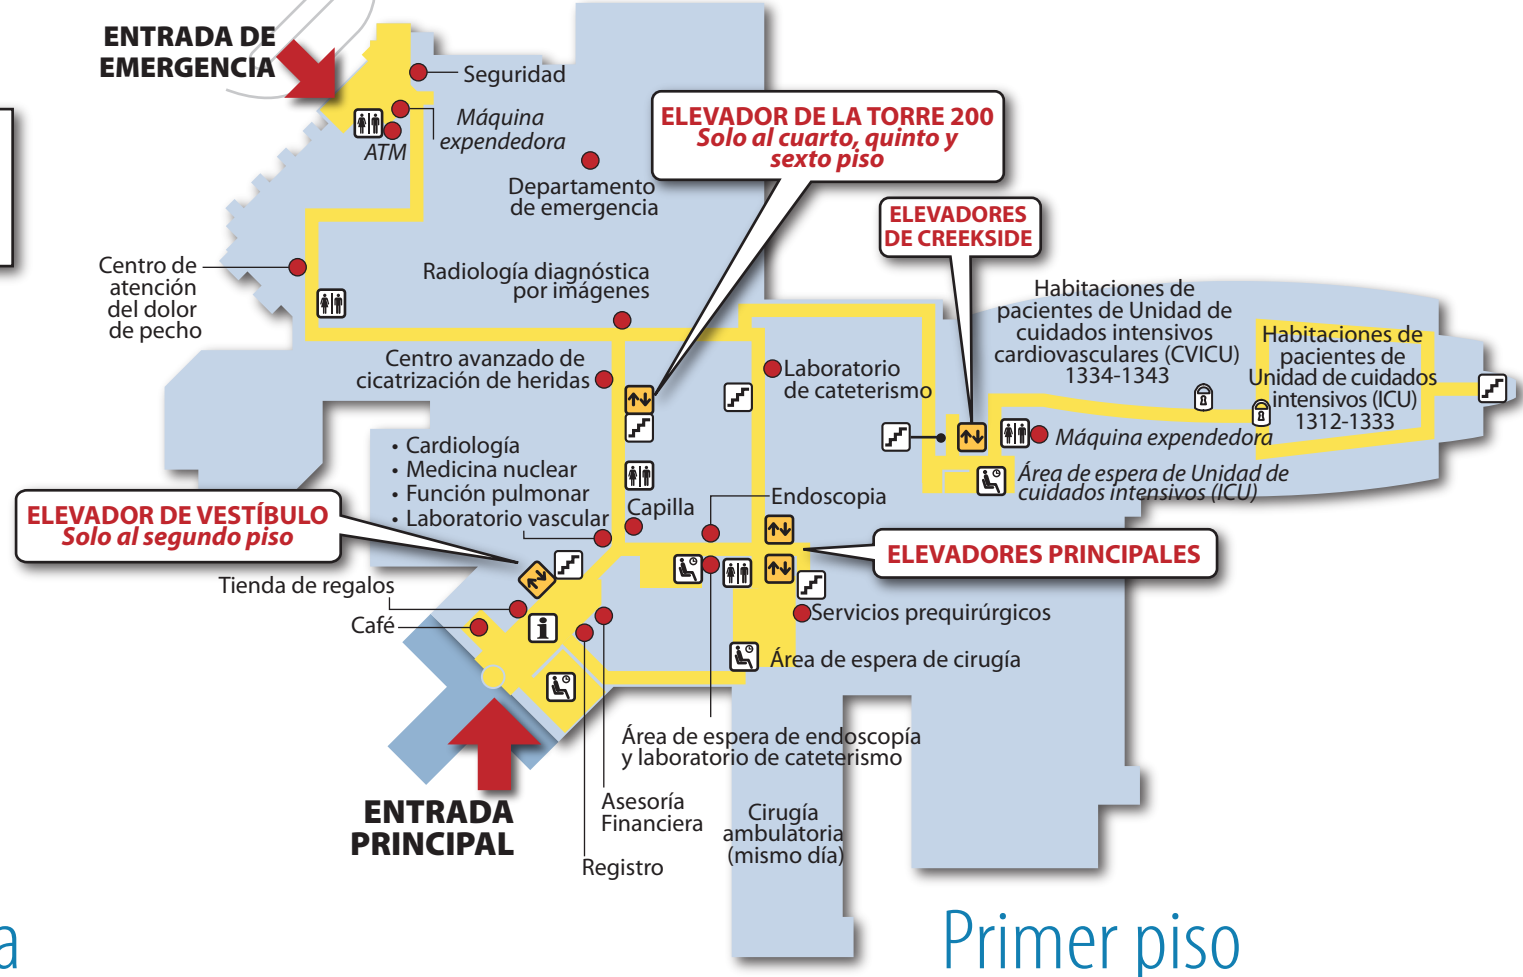 ENTRADA DE
EMERGENCIA
Seguridad
Máquina
expendedora
ATM
Departamento
de emergencia
ELEVADOR DE LA TORRE 200
Solo al cuarto, quinto y
sexto piso
ELEVADORES
DE CREEKSIDE
Centro de
atención
del dolor
de pecho
Radiología diagnóstica
por imágenes
Centro avanzado de
cicatrización de heridas
Laboratorio
de cateterismo
Habitaciones de
pacientes de Unidad de
cuidados intensivos
cardiovasculares (CVICU)
1334-1343
Habitaciones de
pacientes de
Unidad de cuidados
intensivos (ICU)
1312-1333
Máquina expendedora
Área de espera de Unidad de
cuidados intensivos (ICU)
• Cardiología
• Medicina nuclear
• Función pulmonar
• Laboratorio vascular
Capilla
Endoscopia
ELEVADOR DE VESTÍBULO
Solo al segundo piso
ELEVADORES PRINCIPALES
Tienda de regalos
Café
i
Servicios prequirúrgicos
Área de espera de cirugía
Área de espera de endoscopía
y laboratorio de cateterismo
ENTRADA
PRINCIPAL
Asesoría
Financiera
Registro
Cirugía
ambulatoria
(mismo día)
a
Primer piso